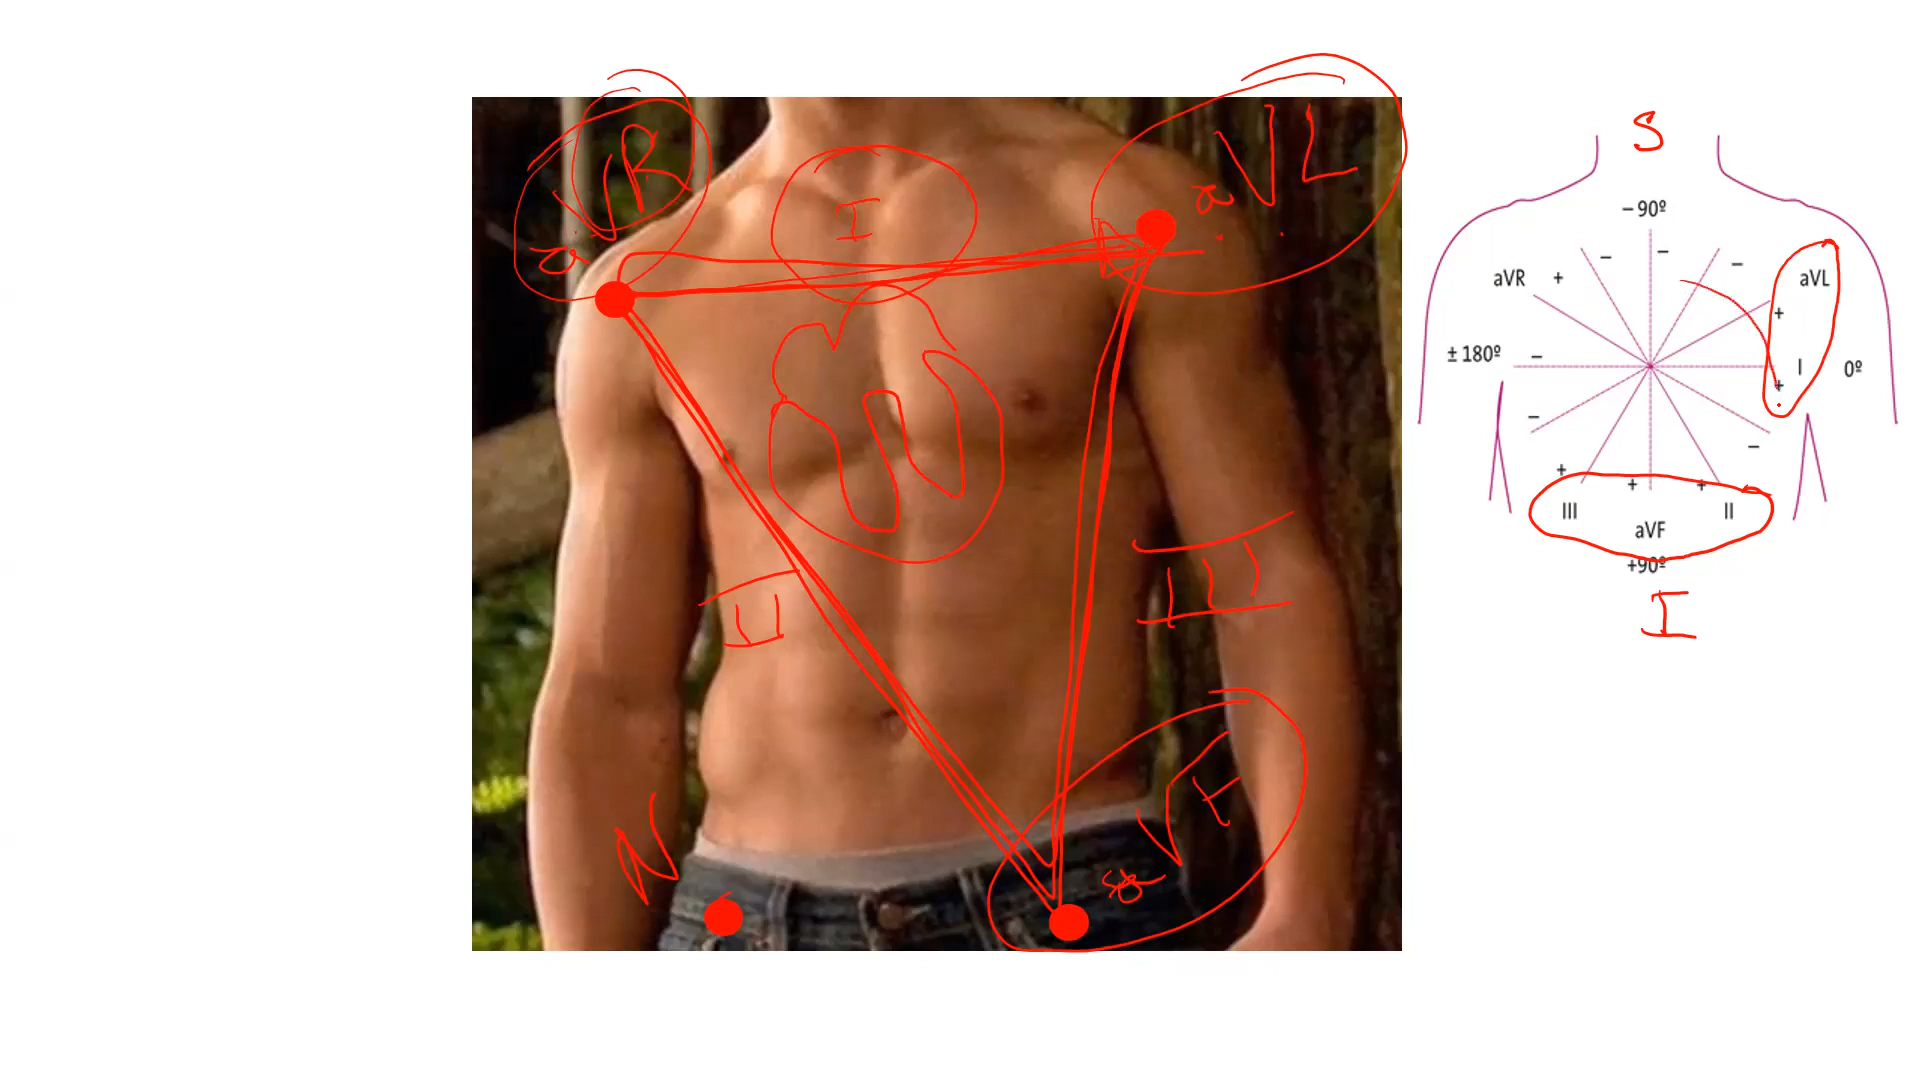 aVR
I
aVL
II
III
N
aVF
S
−90º
− −
−
aVR +
aVL
+
±180º −
I 0º
+
−
−
+
+ +
III II
aVF
+90º
I